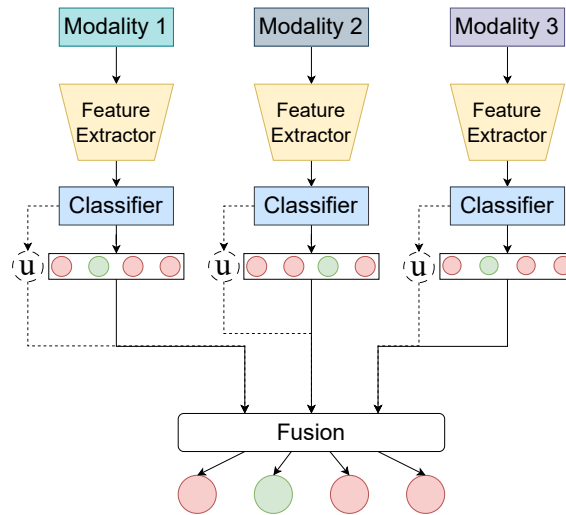 Modality 1
Modality 2
Modality 3
Feature
Extractor
Feature
Extractor
Feature
Extractor
Classifier
Classifier
Classifier
u
u
u
Fusion